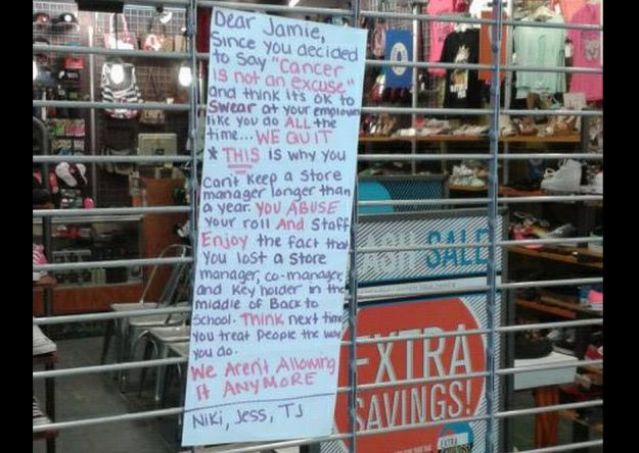 Dear Jamie,
Since you decided
to Say "Cancer
is not an excuse"
and think its ok to
swear at your
like you do ALL the
time... WE QUIT
* THIS is why you
Can't keep a store
manager longer than
a year. YOU ABUSE
Your roll And Staff
Enjoy the fact that
You lost a store
manager, co-manager,
and key holder in the
middle of Back to
School. Think next time
you treat People the way
you do.
We Aren't Allowing
It ANYMORE
Niki, Jess, TJ
SALE
EXTRA
SAVINGS!
EXTRA